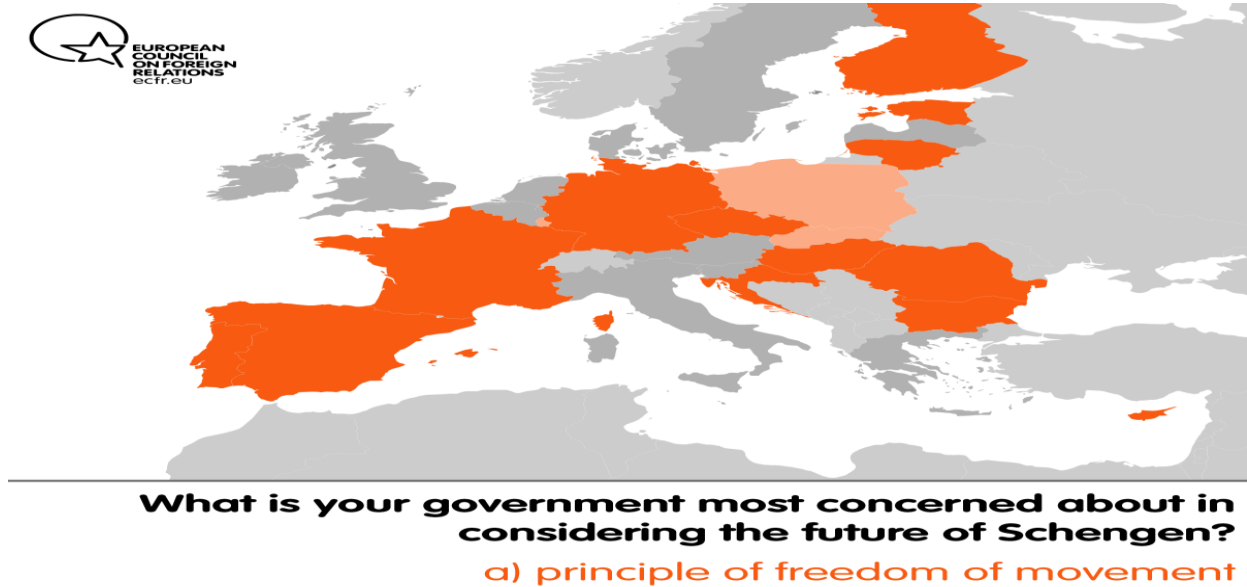 EUROPEAN
COUNCIL
ON FOREIGN
RELATIONS
ecfr.eu
What is your government most concerned about in
considering the future of Schengen?
a) principle of freedom of movement